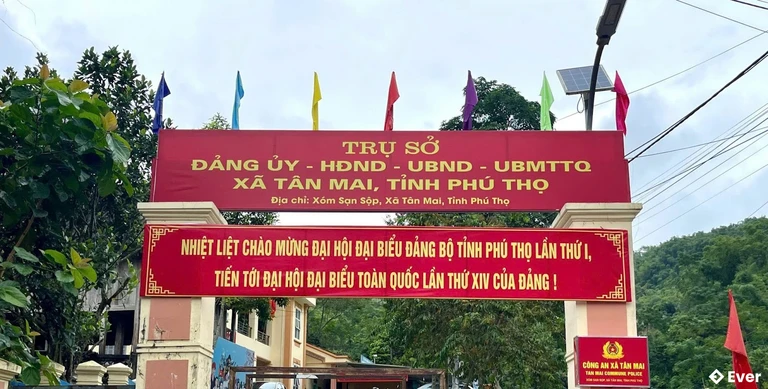 TRỤ SỞ
ĐẢNG ỦY - HĐND - UBND - UBMTTQ
XÃ TÂN MAI, TỈNH PHÚ THỌ
Địa chỉ: Xóm Sạn Sộp, Xã Tân Mai, Tỉnh Phú Thọ
NHIỆT LIỆT CHÀO MỪNG ĐẠI HỘI ĐẠI BIỂU ĐẢNG BỘ TỈNH PHÚ THỌ LẦN THỨ I,
TIẾN TỚI ĐẠI HỘI ĐẠI BIỂU TOÀN QUỐC LẦN THỨ XIV CỦA ĐẢNG !
CÔNG AN XÃ TÂN MAI
TAN MAI COMMUNE POLICE
Ever